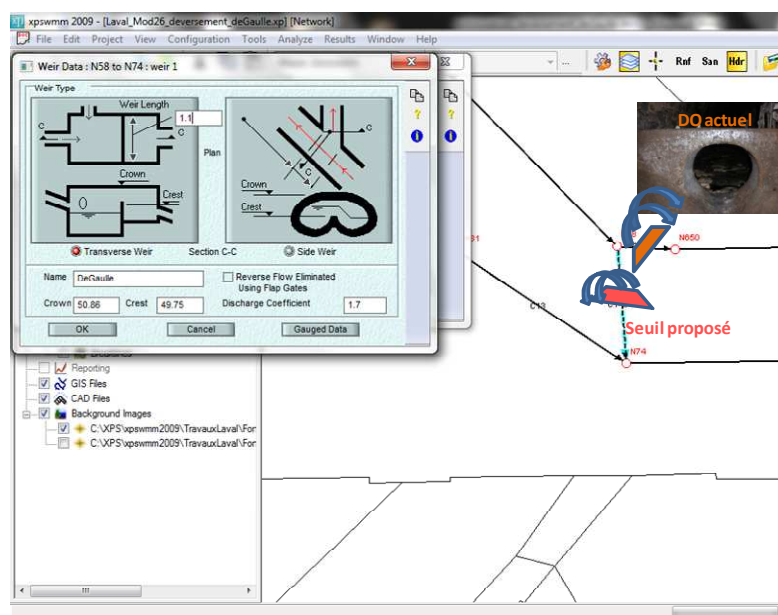 xpswmm 2009 - [Laval_Mod26_deversement_deGaulle.xp] [Network]
File Edit Project View Configuration Tools Analyze Results Window Help
Weir Data : N58 to N74 : weir 1
Rnf San Hdr
Weir Type
Weir Length
1.1
C
C
C
C
Plan
Crown
Crown
Crest
Crest
Transverse Weir
Section C-C
Side Weir
Name
DeGaulle
Reverse Flow Eliminated
Using Flap Gates
Crown
50.86
Crest
49.75
Discharge Coefficient
1.7
OK
Cancel
Gauged Data
DO actuel
N650
Seuil proposé
C13
N74
Reporting
GIS Files
CAD Files
Background Images
C:\XPS\xpswmm2009\TravauxLaval\For
C:\XPS\xpswmm2009\TravauxLaval\For